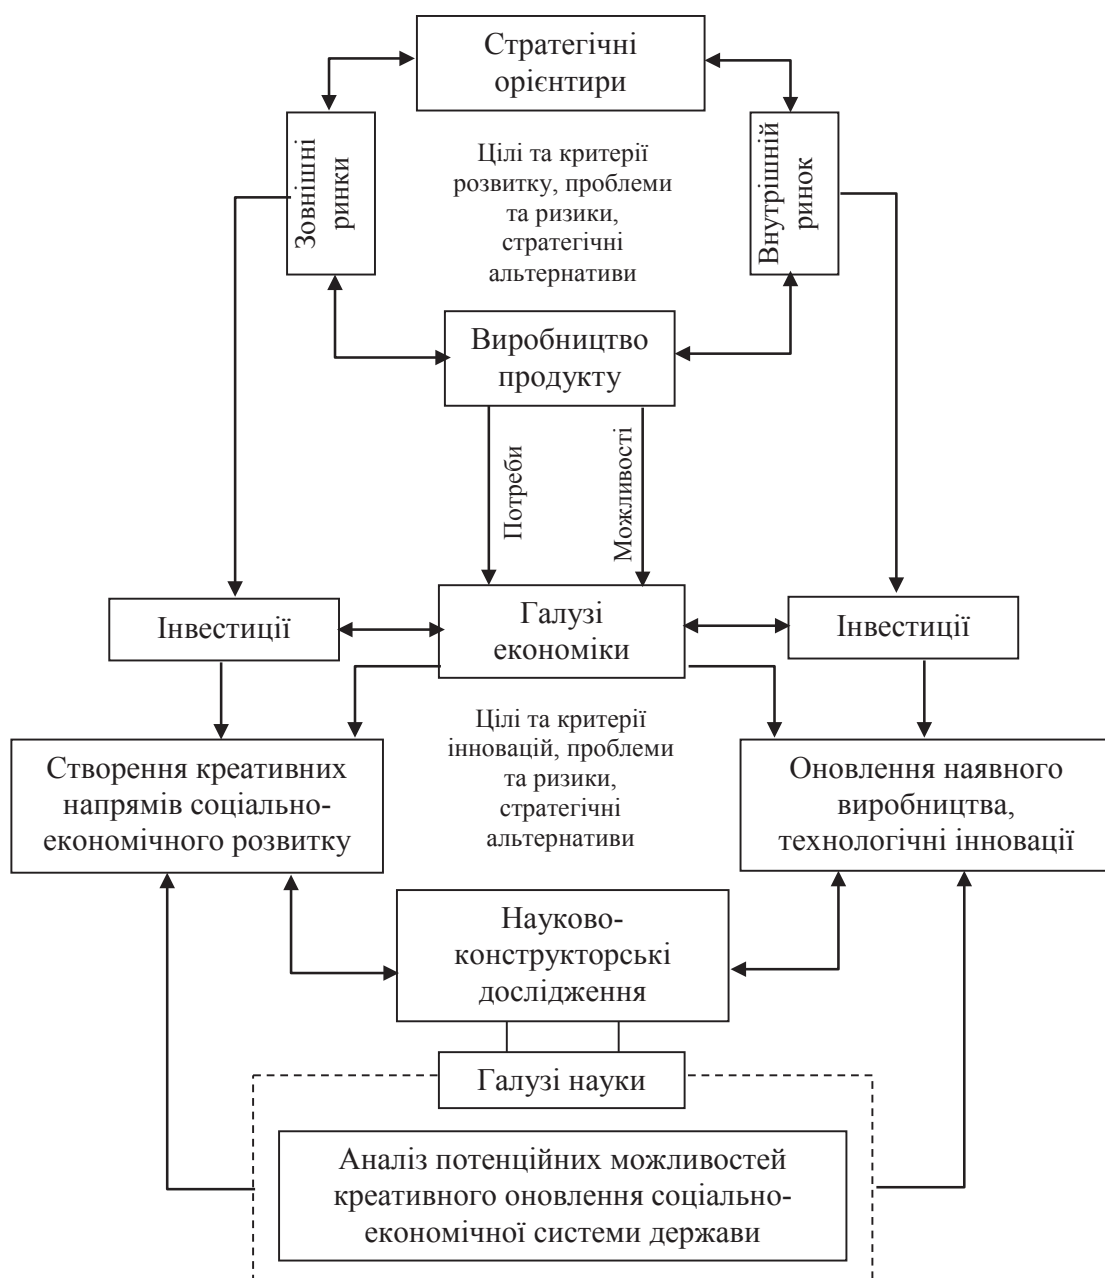 Стратегічні
орієнтири
Зовнішні
ринки
Цілі та критерії
розвитку, проблеми
та ризики,
стратегічні
альтернативи
Внутрішній
ринок
Виробництво
продукту
Потреби
Можливості
Інвестиції
Галузі
економіки
Інвестиції
Створення креативних
напрямів соціально-
економічного розвитку
Цілі та критерії
інновацій, проблеми
та ризики,
стратегічні
альтернативи
Оновлення наявного
виробництва,
технологічні інновації
Науково-
конструкторські
дослідження
Галузі науки
Аналіз потенційних можливостей
креативного оновлення соціально-
економічної системи держави